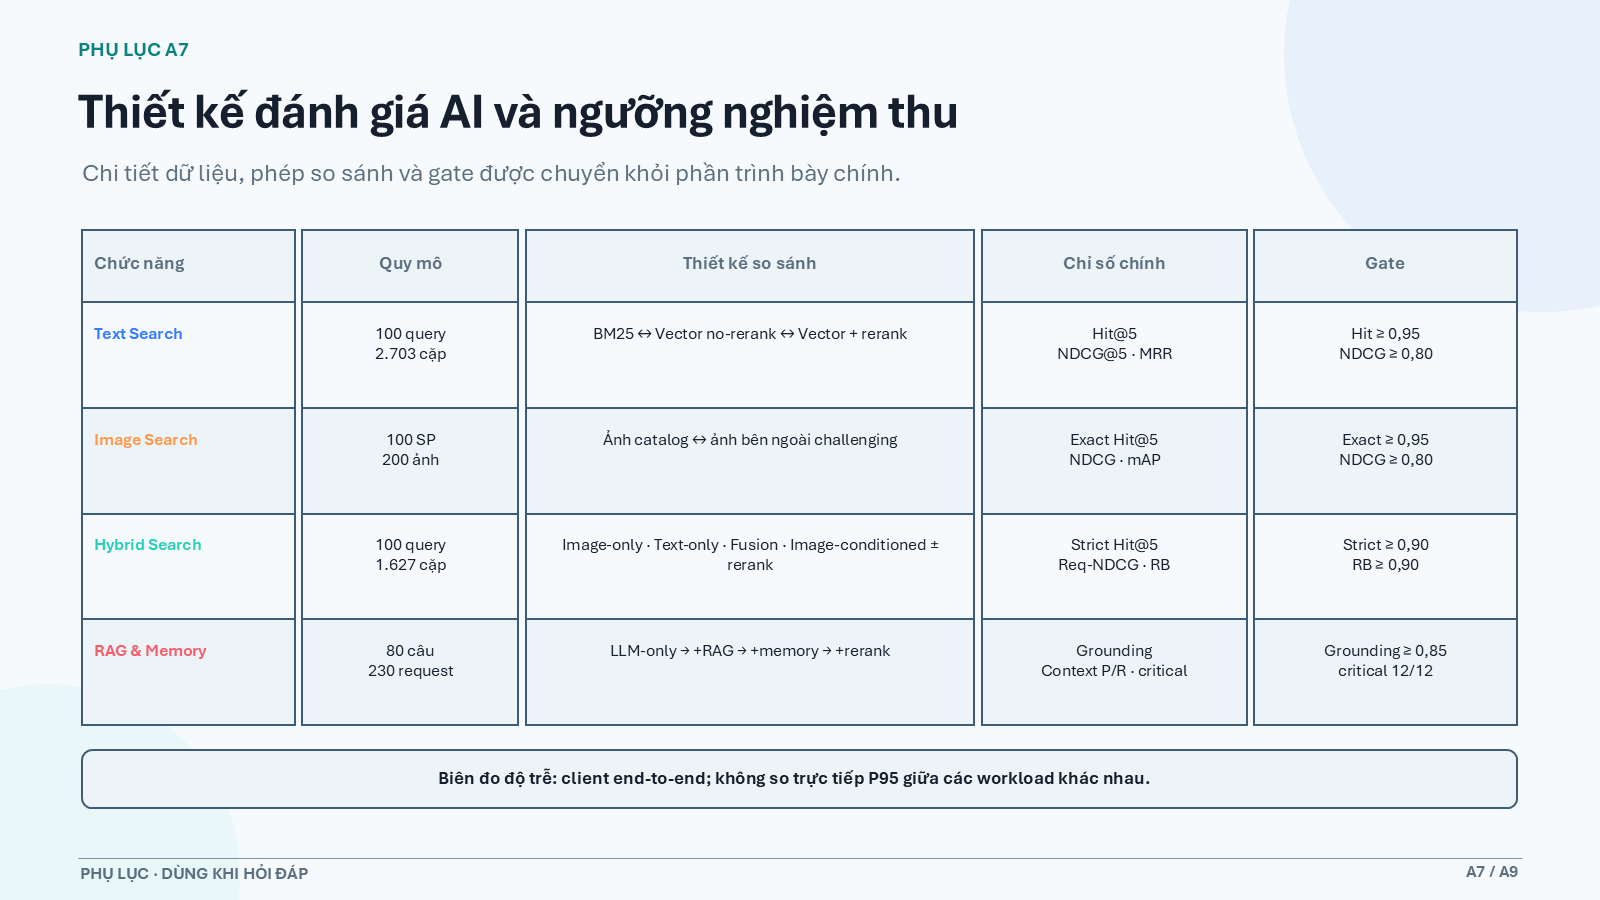 PHỤ LỤC A7
Thiết kế đánh giá AI và ngưỡng nghiệm thu
Chi tiết dữ liệu, phép so sánh và gate được chuyển khỏi phần trình bày chính.
Chức năng
Quy mô
Thiết kế so sánh
Chỉ số chính
Gate
Text Search
100 query
2.703 cặp
BM25 ↔ Vector no-rerank ↔ Vector + rerank
Hit@5
NDCG@5 · MRR
Hit ≥ 0,95
NDCG ≥ 0,80
Image Search
100 SP
200 ảnh
Ảnh catalog ↔ ảnh bên ngoài challenging
Exact Hit@5
NDCG · mAP
Exact ≥ 0,95
NDCG ≥ 0,80
Hybrid Search
100 query
1.627 cặp
Image-only · Text-only · Fusion · Image-conditioned ±
rerank
Strict Hit@5
Req-NDCG · RB
Strict ≥ 0,90
RB ≥ 0,90
RAG & Memory
80 câu
230 request
LLM-only → +RAG → +memory → +rerank
Grounding
Context P/R · critical
Grounding ≥ 0,85
critical 12/12
Biên đo độ trễ: client end-to-end; không so trực tiếp P95 giữa các workload khác nhau.
PHỤ LỤC · DÙNG KHI HỎI ĐÁP
A7 / A9